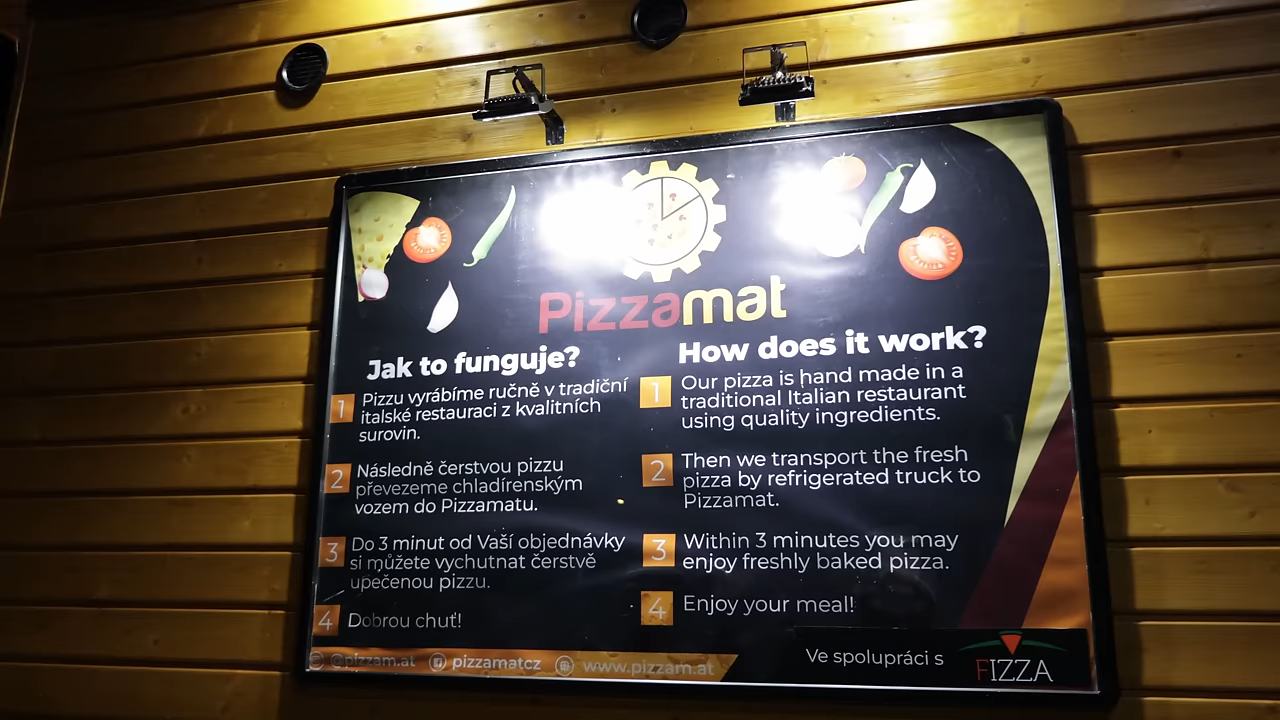 Pizzamat
Jak to funguje?
1 Pizzu vyrábíme ručně v tradiční
italské restauraci z kvalitních
surovin.
2 Následně čerstvou pizzu
převezeme chladírenským
vozem do Pizzamatu.
3 Do 3 minut od Vaší objednávky
si můžete vychutnat čerstvě
upečenou pizzu.
4 Dobrou chuť!
How does it work?
1 Our pizza is hand made in a
traditional Italian restaurant
using quality ingredients.
2 Then we transport the fresh
pizza by refrigerated truck to
Pizzamat.
3 Within 3 minutes you may
enjoy freshly baked pizza.
4 Enjoy your meal!
@pizzam.at pizzamatcz www.pizzam.at
Ve spolupráci s FIZZA